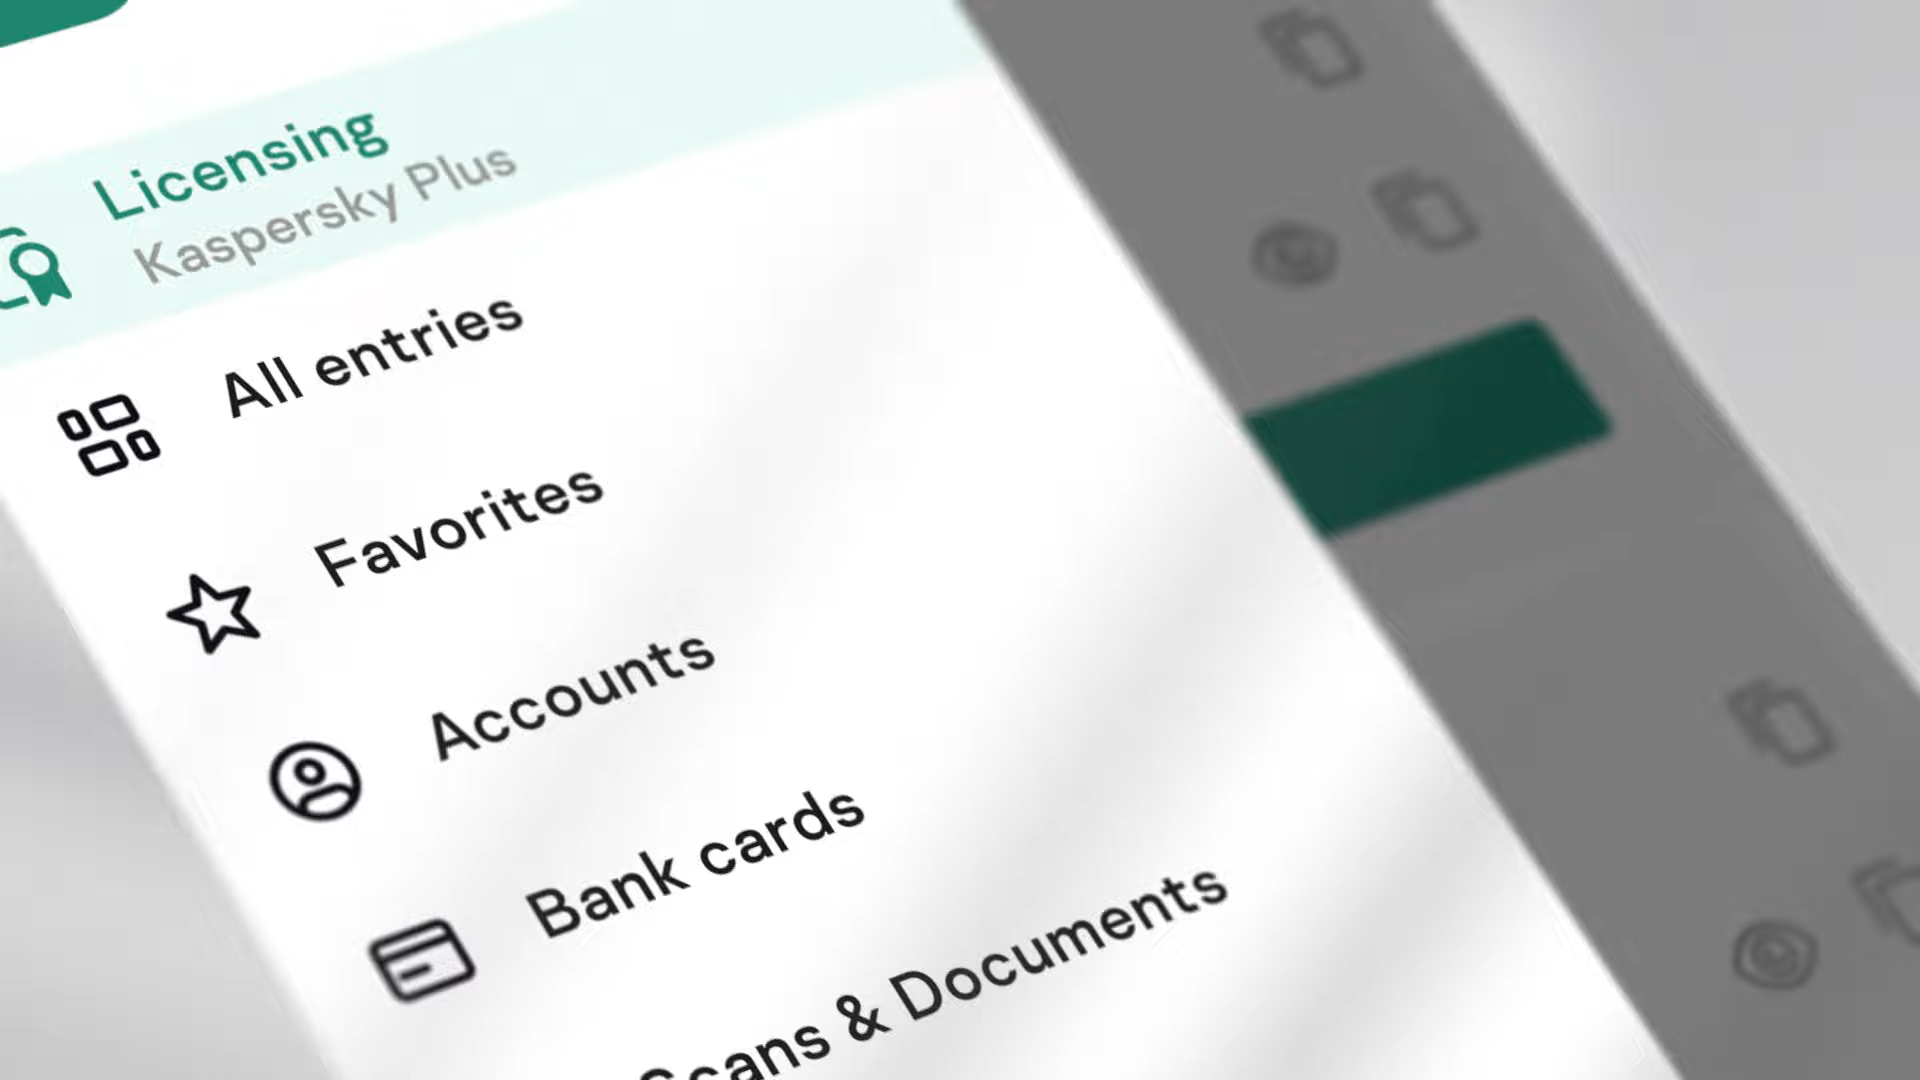 Licensing
Kaspersky Plus
All entries
Favorites
Accounts
Bank cards
Scans & Documents